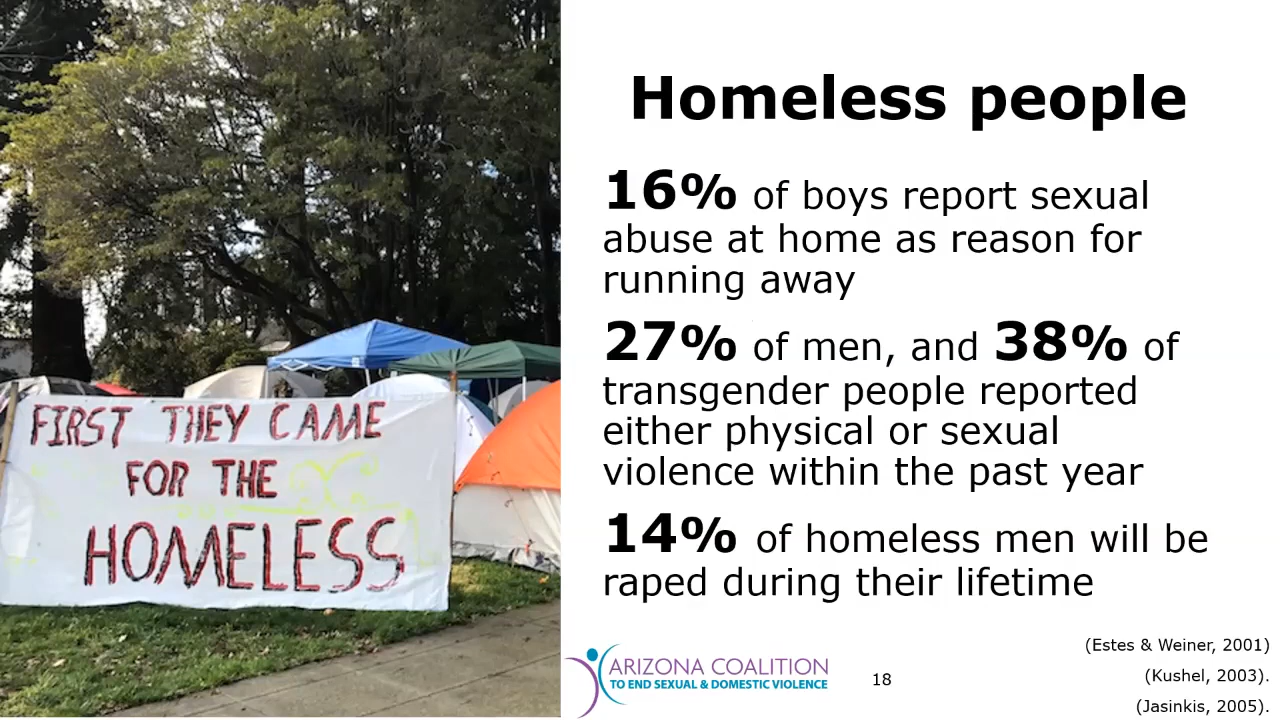 FIRST THEY CAME
FOR THE
HOMELESS
Homeless people
16% of boys report sexual
abuse at home as reason for
running away
27% of men, and 38% of
transgender people reported
either physical or sexual
violence within the past year
14% of homeless men will be
raped during their lifetime
ARIZONA COALITION
TO END SEXUAL & DOMESTIC VIOLENCE
18
(Estes & Weiner, 2001)
(Kushel, 2003).
(Jasinkis, 2005).